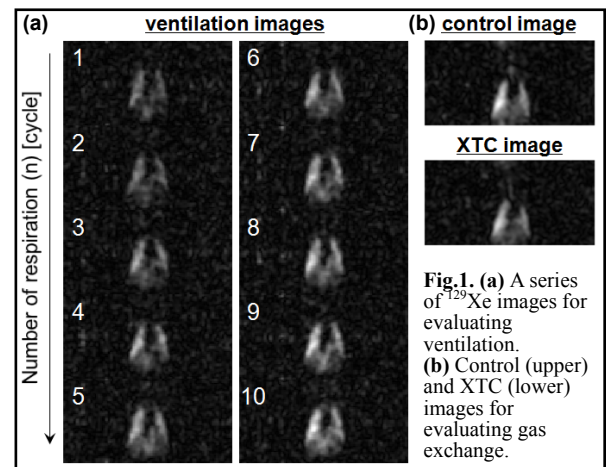 (a) ventilation images
Number of respiration (n) [cycle]
1
2
3
4
5
6
7
8
9
10
(b) control image
XTC image
Fig.1. (a) A series
of ¹²⁹Xe images for
evaluating
ventilation.
(b) Control (upper)
and XTC (lower)
images for
evaluating gas
exchange.